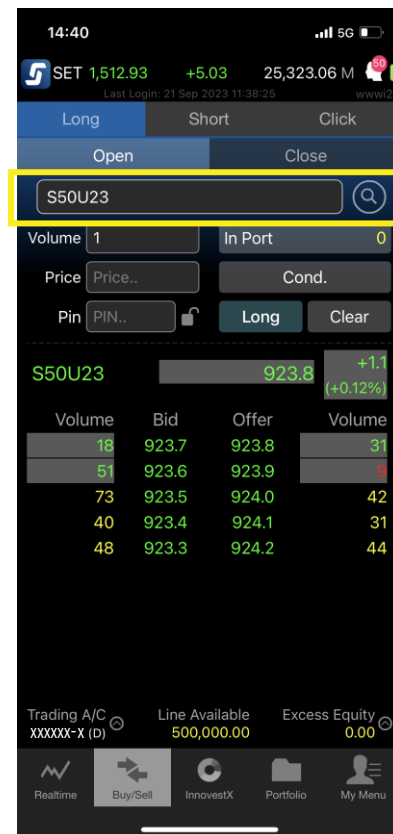 14:40 5G
SET 1,512.93 +5.03 25,323.06 M 50
Last Login: 21 Sep 2023 11:38:25 wwwi2
Long Short Click
Open Close
S50U23
Volume 1 In Port 0
Price Price.. Cond.
Pin PIN.. Long Clear
S50U23 923.8 +1.1
(+0.12%)
Volume Bid Offer Volume
18 923.7 923.8 31
51 923.6 923.9 9
73 923.5 924.0 42
40 923.4 924.1 31
48 923.3 924.2 44
Trading A/C Line Available Excess Equity
XXXXXX-X (D) 500,000.00 0.00
Realtime Buy/Sell InnovestX Portfolio My Menu